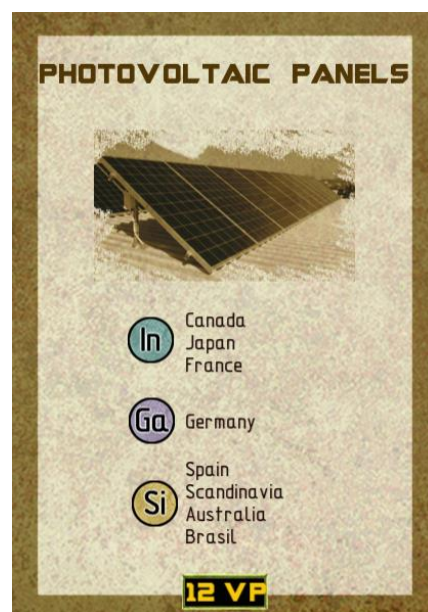 PHOTOVOLTAIC PANELS
In
Canada
Japan
France
Ga
Germany
Si
Spain
Scandinavia
Australia
Brasil
12 VP